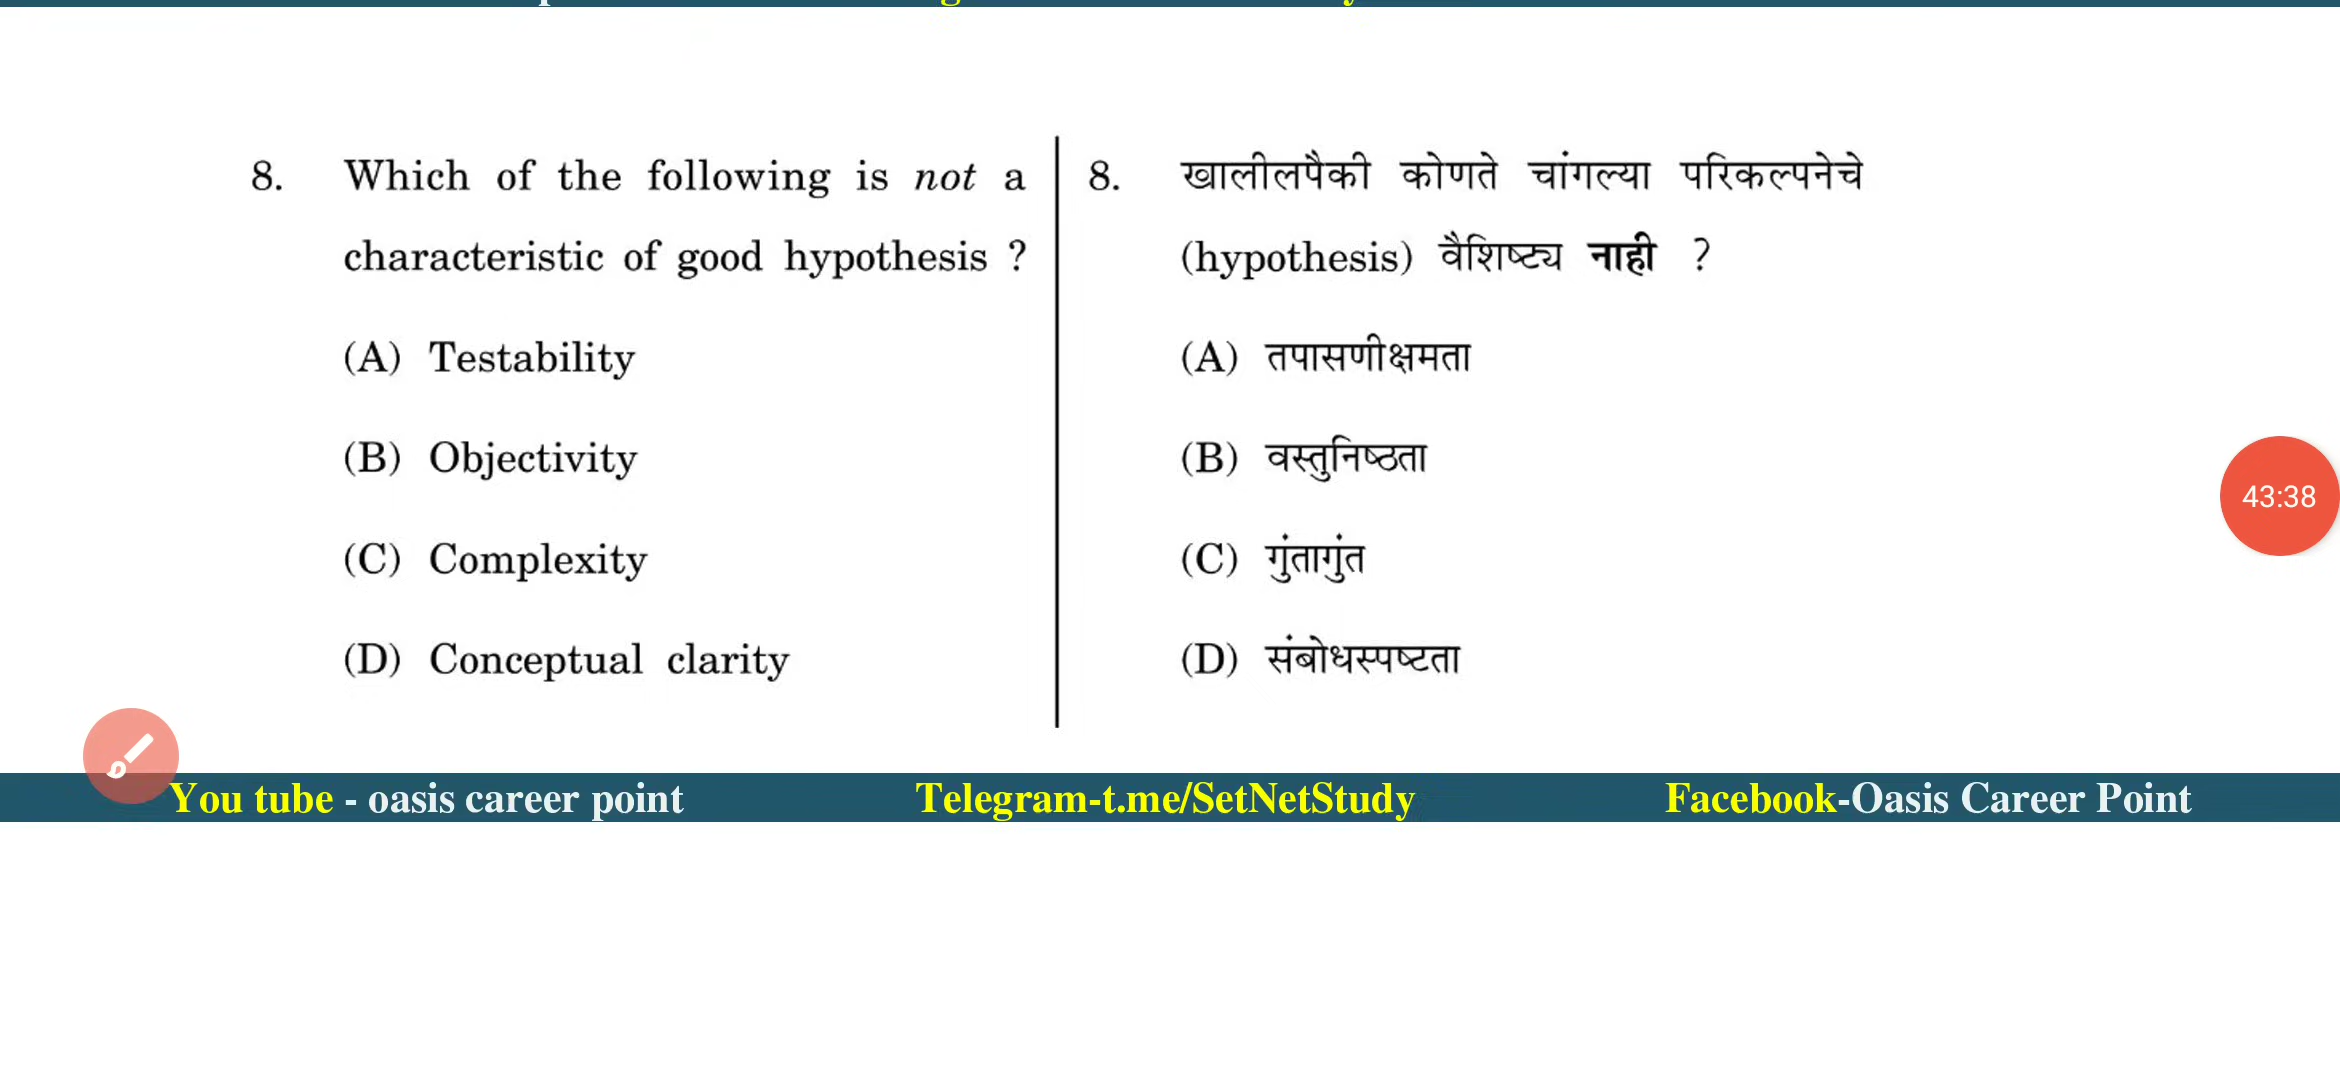 8. Which of the following is not a
characteristic of good hypothesis ?
(A) Testability
(B) Objectivity
(C) Complexity
(D) Conceptual clarity
8. खालीलपैकी कोणते चांगल्या परिकल्पनेचे
(hypothesis) वैशिष्ट्य नाही ?
(A) तपासणीक्षमता
(B) वस्तुनिष्ठता
(C) गुंतागुंत
(D) संबोधस्पष्टता
43:38
You tube - oasis career point Telegram-t.me/SetNetStudy Facebook-Oasis Career Point